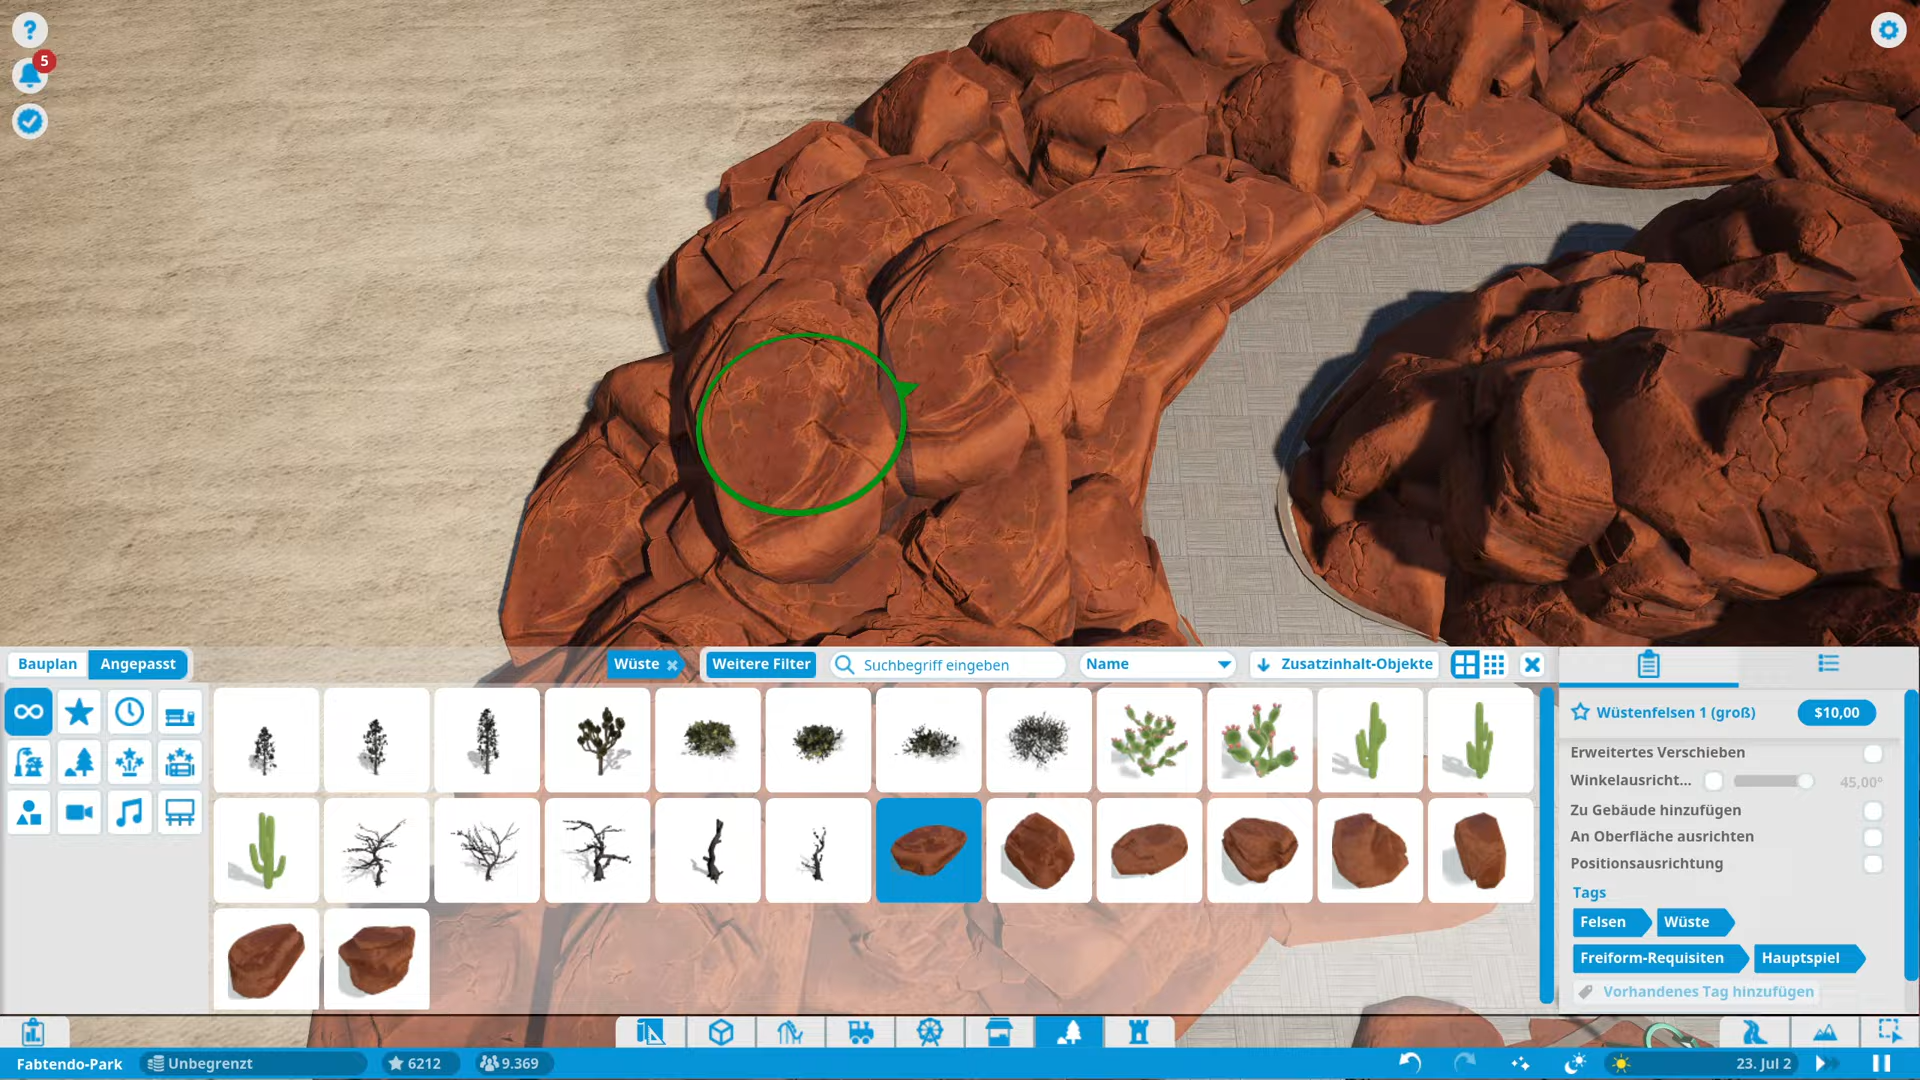 ?
5
Bauplan
Angepasst
Wüste
Weitere Filter
Suchbegriff eingeben
Name
Zusatzinhalt-Objekte
Wüstenfelsen 1 (groß)
$10,00
Erweitertes Verschieben
Winkelausricht...
45,00°
Zu Gebäude hinzufügen
An Oberfläche ausrichten
Positionsausrichtung
Tags
Felsen
Wüste
Freiform-Requisiten
Hauptspiel
Vorhandenes Tag hinzufügen
Fabtendo-Park
Unbegrenzt
6212
9.369
23. Jul 2